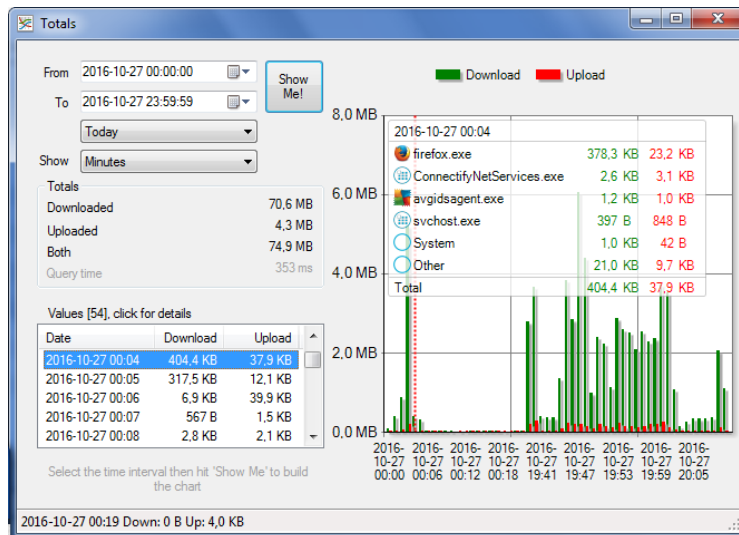 Totals
From 2016-10-27 00:00:00
To 2016-10-27 23:59:59
Show Me!
Today
Show Minutes
Totals
Downloaded 70,6 MB
Uploaded 4,3 MB
Both 74,9 MB
Query time 353 ms
Values [54], click for details
Date Download Upload
2016-10-27 00:04 404,4 KB 37,9 KB
2016-10-27 00:05 317,5 KB 12,1 KB
2016-10-27 00:06 6,9 KB 39,9 KB
2016-10-27 00:07 567 B 1,5 KB
2016-10-27 00:08 2,8 KB 2,1 KB
Select the time interval then hit 'Show Me' to build
the chart
Download Upload
8,0 MB
6,0 MB
4,0 MB
2,0 MB
0,0 MB
2016-10-27 00:04
firefox.exe 378,3 KB 23,2 KB
ConnectifyNetServices.exe 2,6 KB 3,1 KB
avgidsagent.exe 1,2 KB 1,0 KB
svchost.exe 397 B 848 B
System 1,0 KB 42 B
Other 21,0 KB 9,7 KB
Total 404,4 KB 37,9 KB
2016- 2016- 2016- 2016- 2016- 2016- 2016- 2016- 2016-
10-27 10-27 10-27 10-27 10-27 10-27 10-27 10-27 10-27
00:00 00:06 00:12 00:18 19:41 19:47 19:53 19:59 20:05
2016-10-27 00:19 Down: 0 B Up: 4,0 KB